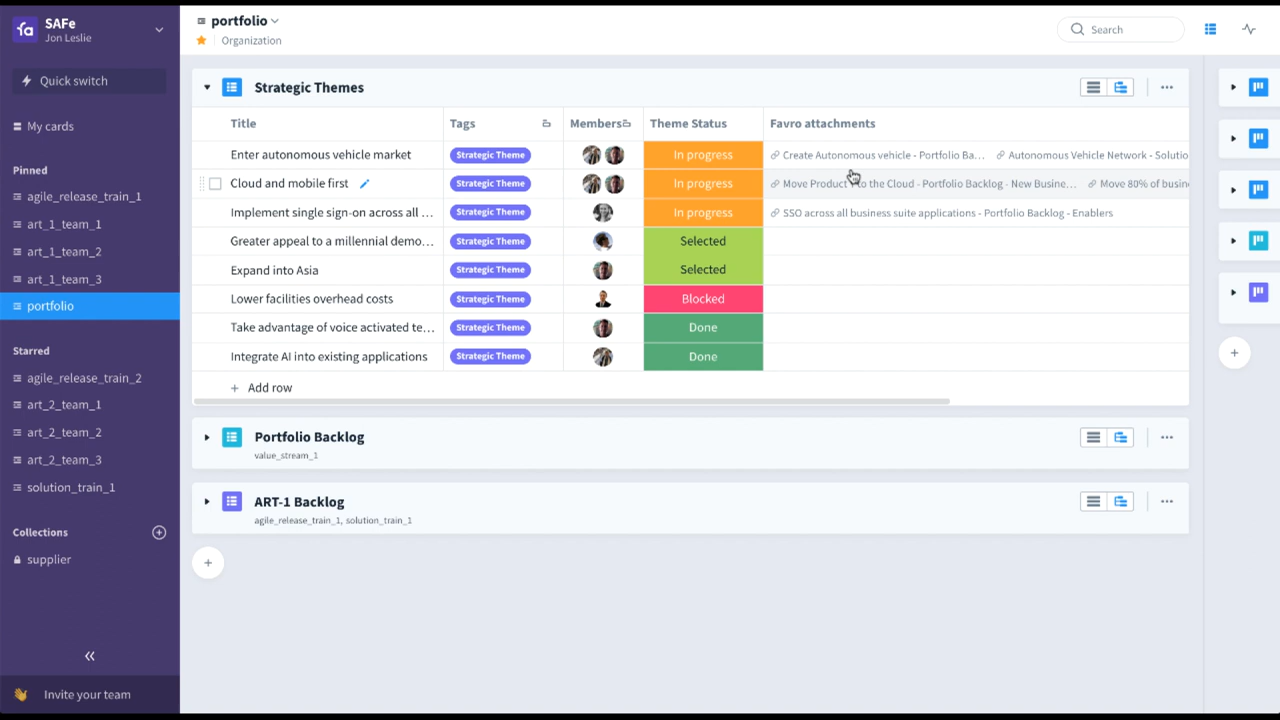 SAFe
Jon Leslie
Quick switch
My cards
Pinned
agile_release_train_1
art_1_team_1
art_1_team_2
art_1_team_3
portfolio
Starred
agile_release_train_2
art_2_team_1
art_2_team_2
art_2_team_3
solution_train_1
Collections
supplier
Invite your team
portfolio
Organization
Search
Strategic Themes
Title Tags Members Theme Status Favro attachments
Enter autonomous vehicle market Strategic Theme In progress Create Autonomous vehicle - Portfolio Ba... Autonomous Vehicle Network - Solutio
Cloud and mobile first Strategic Theme In progress Move Product to the Cloud - Portfolio Backlog - New Busine... Move 80% of busin
Implement single sign-on across all ... Strategic Theme In progress SSO across all business suite applications - Portfolio Backlog - Enablers
Greater appeal to a millennial demo... Strategic Theme Selected
Expand into Asia Strategic Theme Selected
Lower facilities overhead costs Strategic Theme Blocked
Take advantage of voice activated te... Strategic Theme Done
Integrate AI into existing applications Strategic Theme Done
+ Add row
Portfolio Backlog
value_stream_1
ART-1 Backlog
agile_release_train_1, solution_train_1